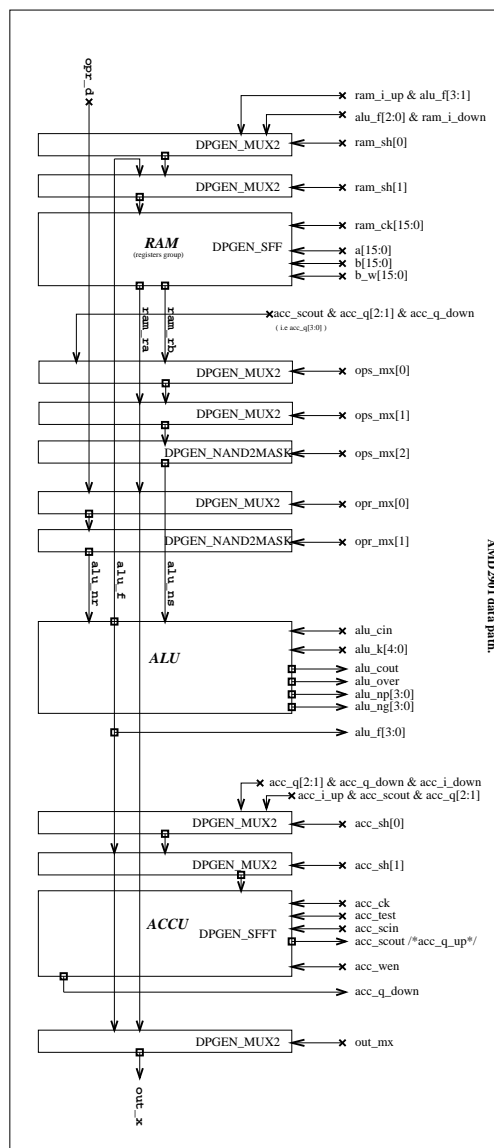 opr_d
ram_i_up & alu_f[3:1]
alu_f[2:0] & ram_i_down
DPGEN_MUX2
ram_sh[0]
DPGEN_MUX2
ram_sh[1]
RAM
(registers group)
DPGEN_SFF
ram_ck[15:0]
a[15:0]
b[15:0]
b_w[15:0]
ram_ra
ram_rb
acc_scout & acc_q[2:1] & acc_q_down
( i.e acc_q[3:0] )
DPGEN_MUX2
ops_mx[0]
DPGEN_MUX2
ops_mx[1]
DPGEN_NAND2MASK
ops_mx[2]
DPGEN_MUX2
opr_mx[0]
DPGEN_NAND2MASK
opr_mx[1]
AMD2901 data path.
alu_nr
alu_f
alu_ns
ALU
alu_cin
alu_k[4:0]
alu_cout
alu_over
alu_np[3:0]
alu_ng[3:0]
alu_f[3:0]
acc_q[2:1] & acc_q_down & acc_i_down
acc_i_up & acc_scout & acc_q[2:1]
DPGEN_MUX2
acc_sh[0]
DPGEN_MUX2
acc_sh[1]
ACCU
DPGEN_SFFT
acc_ck
acc_test
acc_scin
acc_scout /*acc_q_up*/
acc_wen
acc_q_down
DPGEN_MUX2
out_mx
out_x